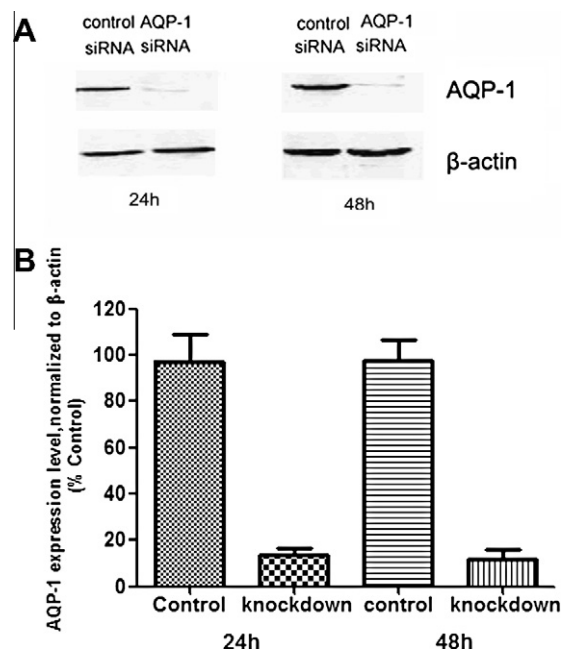 A
control AQP-1
siRNA siRNA
control AQP-1
siRNA siRNA
AQP-1
β-actin
24h
48h
B
AQP-1 expression level,normalized to β-actin
(% Control)
120
100
80
60
40
20
0
Control knockdown control knockdown
24h 48h